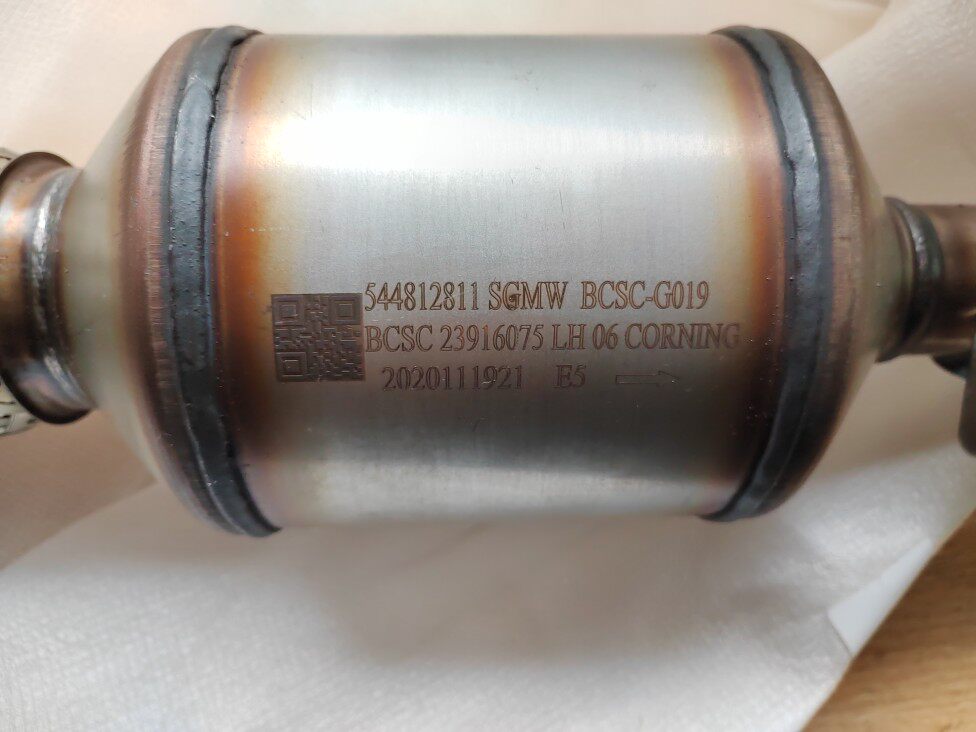 544812811 SGMW BCSC-G019
BCSC 23916075 LH 06 CORNING
2020111921 E5